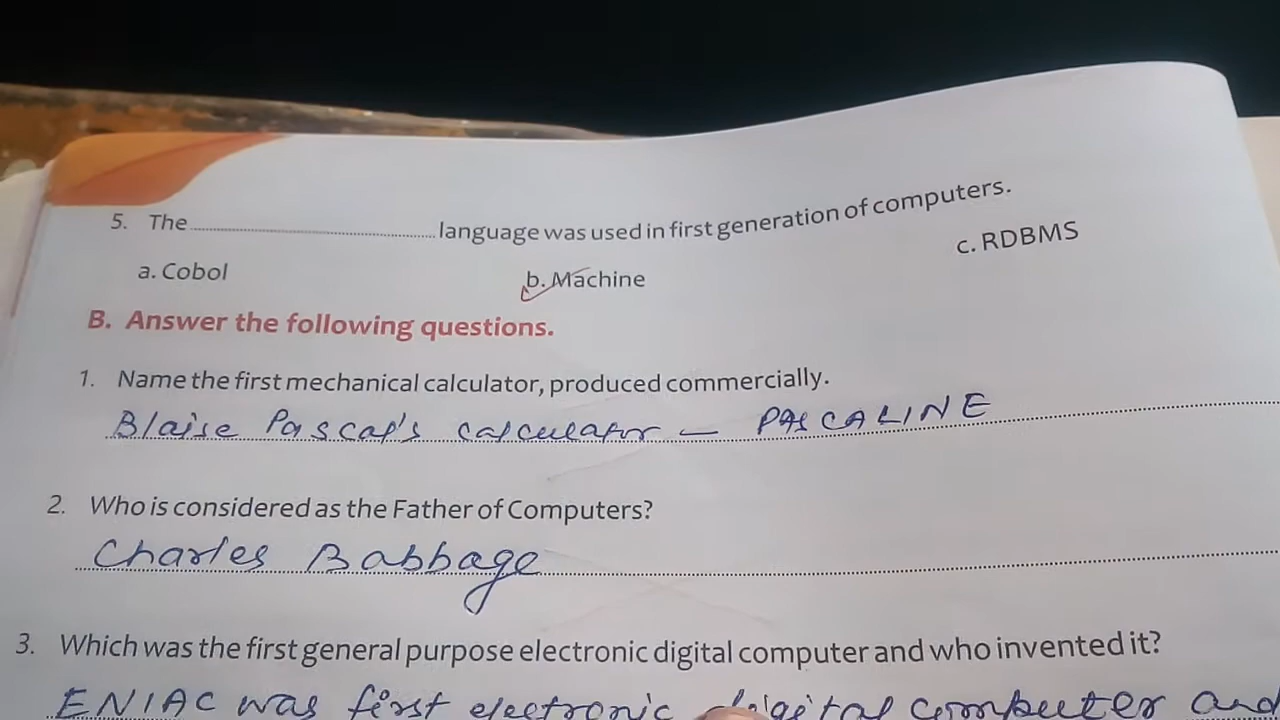 5. The ........ language was used in first generation of computers.
a. Cobol b. Machine c. RDBMS
B. Answer the following questions.
1. Name the first mechanical calculator, produced commercially.
Blaise Pascal's calculator – PASCALINE
2. Who is considered as the Father of Computers?
Charles Babbage
3. Which was the first general purpose electronic digital computer and who invented it?
ENIAC was first electronic digital computer and